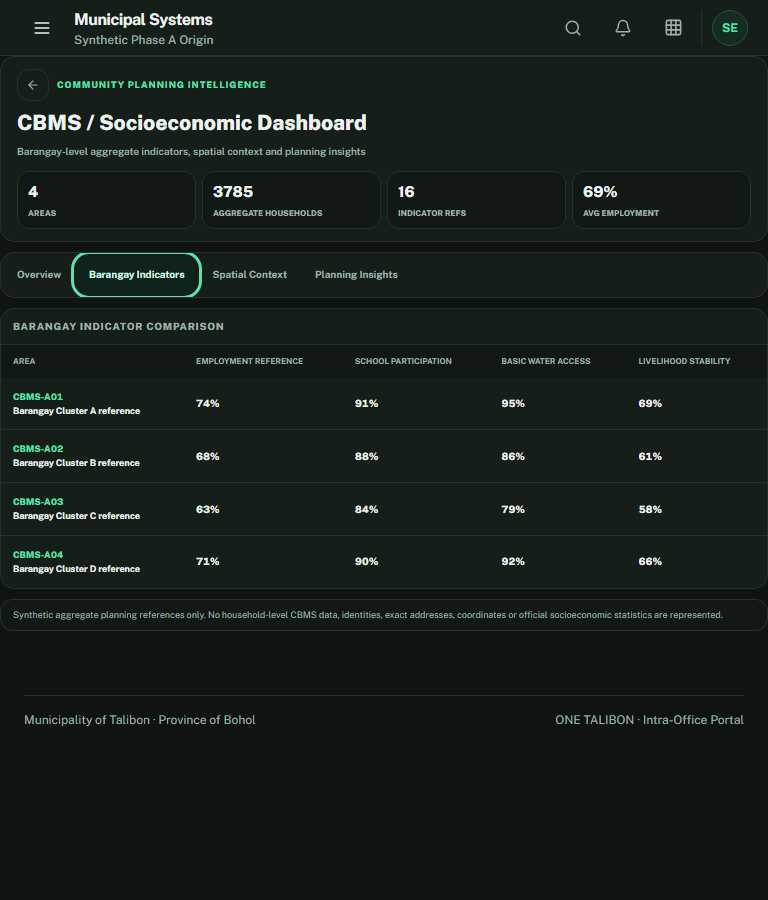 Municipal Systems
Synthetic Phase A Origin
SE
COMMUNITY PLANNING INTELLIGENCE
CBMS / Socioeconomic Dashboard
Barangay-level aggregate indicators, spatial context and planning insights
4
AREAS
3785
AGGREGATE HOUSEHOLDS
16
INDICATOR REFS
69%
AVG EMPLOYMENT
Overview Barangay Indicators Spatial Context Planning Insights
BARANGAY INDICATOR COMPARISON
AREA EMPLOYMENT REFERENCE SCHOOL PARTICIPATION BASIC WATER ACCESS LIVELIHOOD STABILITY
CBMS-A01
Barangay Cluster A reference 74% 91% 95% 69%
CBMS-A02
Barangay Cluster B reference 68% 88% 86% 61%
CBMS-A03
Barangay Cluster C reference 63% 84% 79% 58%
CBMS-A04
Barangay Cluster D reference 71% 90% 92% 66%
Synthetic aggregate planning references only. No household-level CBMS data, identities, exact addresses, coordinates or official socioeconomic statistics are represented.
Municipality of Talibon · Province of Bohol ONE TALIBON · Intra-Office Portal